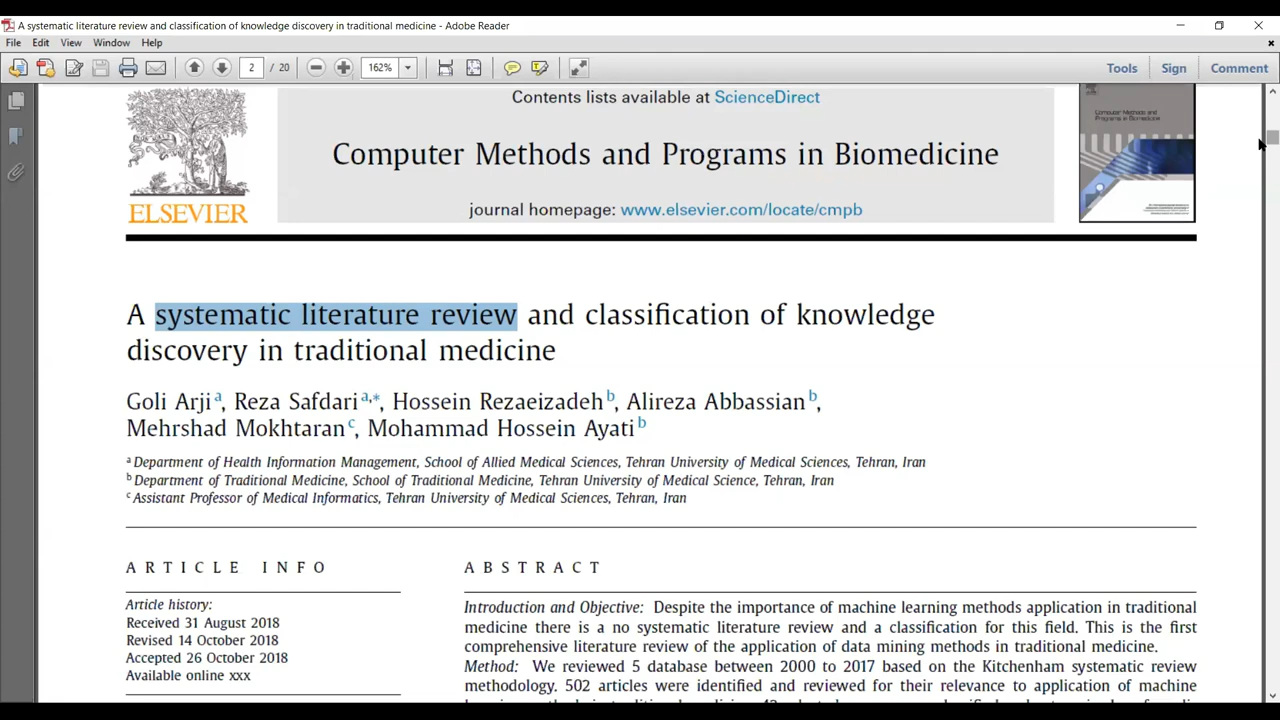 A systematic literature review and classification of knowledge discovery in traditional medicine - Adobe Reader
File Edit View Window Help
2 / 20 162% Tools Sign Comment
Contents lists available at ScienceDirect
Computer Methods and Programs in Biomedicine
journal homepage: www.elsevier.com/locate/cmpb
ELSEVIER
Computer Methods and
Programs in Biomedicine
A systematic literature review and classification of knowledge
discovery in traditional medicine
Goli Arji a, Reza Safdari a,*, Hossein Rezaeizadeh b, Alireza Abbassian b,
Mehrshad Mokhtaran c, Mohammad Hossein Ayati b
a Department of Health Information Management, School of Allied Medical Sciences, Tehran University of Medical Sciences, Tehran, Iran
b Department of Traditional Medicine, School of Traditional Medicine, Tehran University of Medical Science, Tehran, Iran
c Assistant Professor of Medical Informatics, Tehran University of Medical Sciences, Tehran, Iran
ARTICLE INFO
Article history:
Received 31 August 2018
Revised 14 October 2018
Accepted 26 October 2018
Available online xxx
ABSTRACT
Introduction and Objective: Despite the importance of machine learning methods application in traditional
medicine there is a no systematic literature review and a classification for this field. This is the first
comprehensive literature review of the application of data mining methods in traditional medicine.
Method: We reviewed 5 database between 2000 to 2017 based on the Kitchenham systematic review
methodology. 502 articles were identified and reviewed for their relevance to application of machine